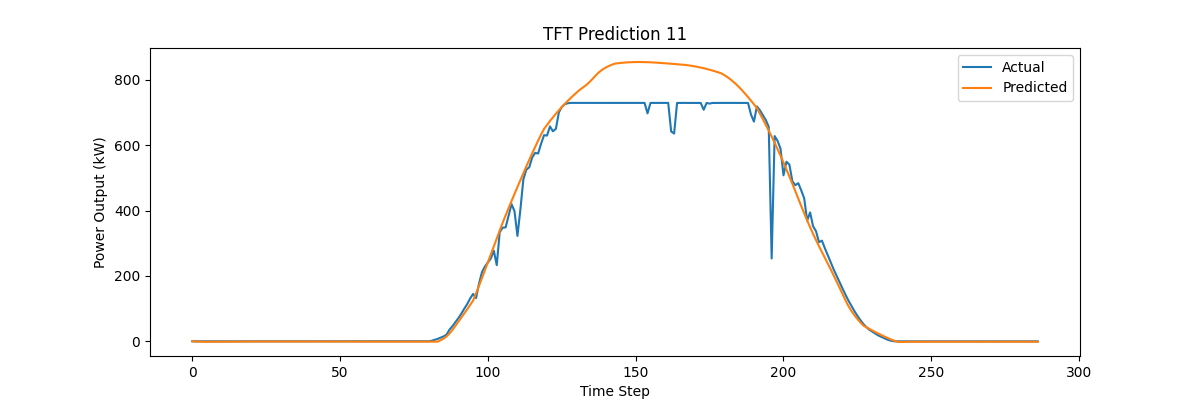 TFT Prediction 11
Actual
Predicted
800
600
400
200
0
Power Output (kW)
0 50 100 150 200 250 300
Time Step